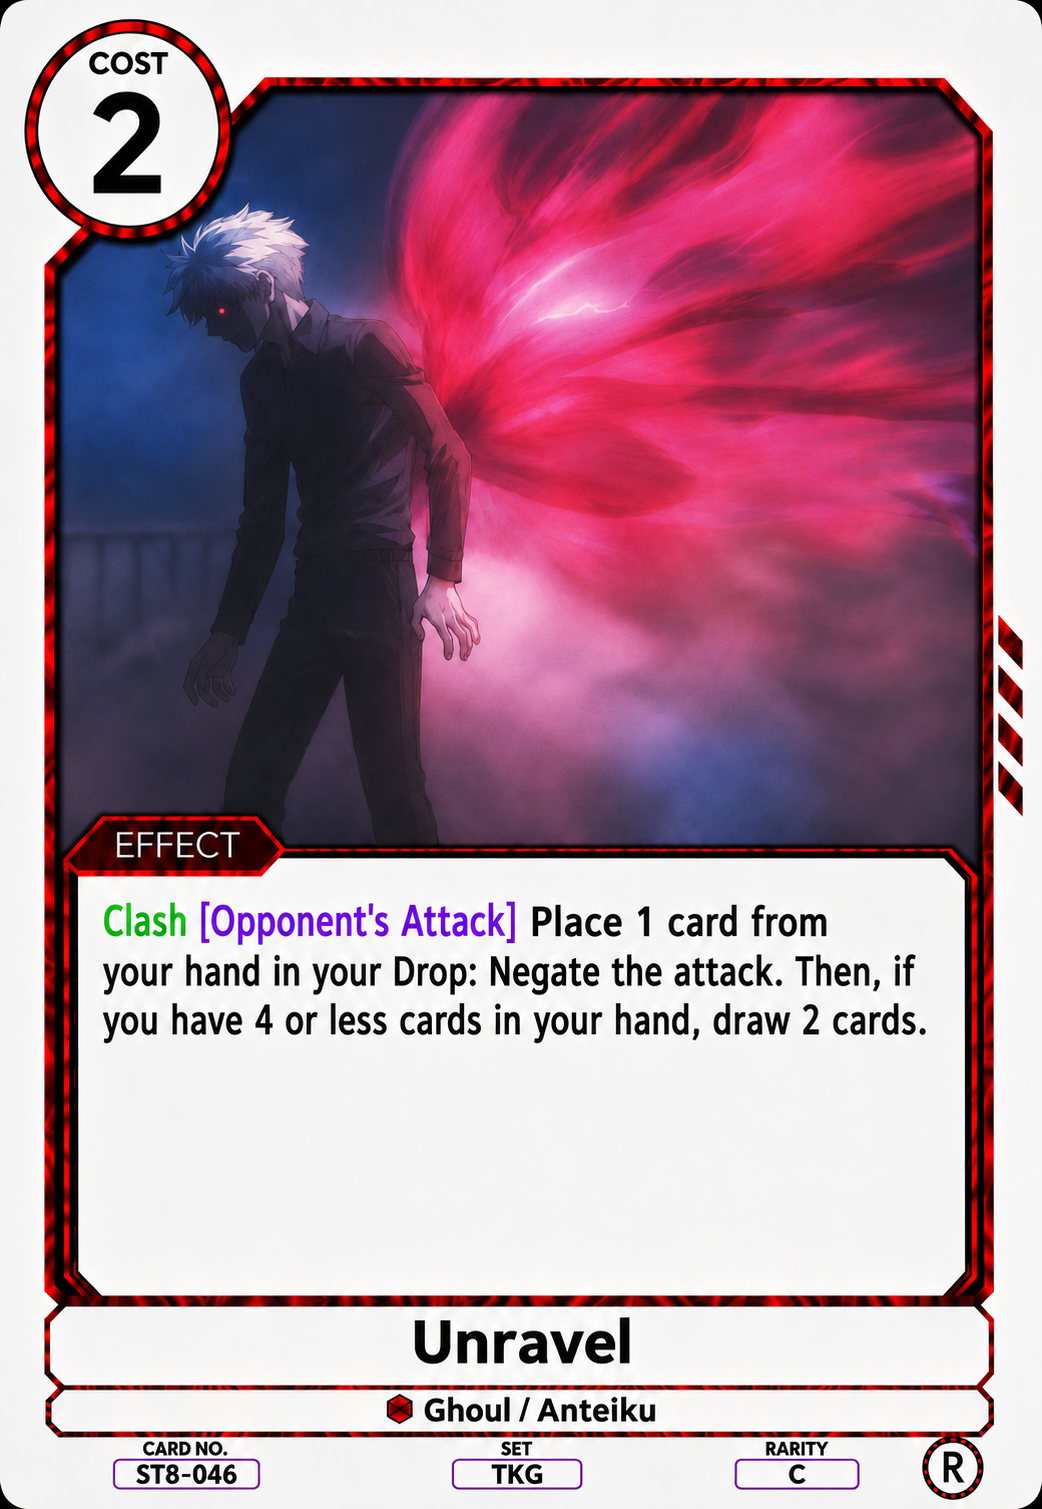 COST
2
EFFECT
Clash [Opponent's Attack] Place 1 card from
your hand in your Drop: Negate the attack. Then, if
you have 4 or less cards in your hand, draw 2 cards.
Unravel
Ghoul / Anteiku
CARD NO.
ST8-046
SET
TKG
RARITY
C
R